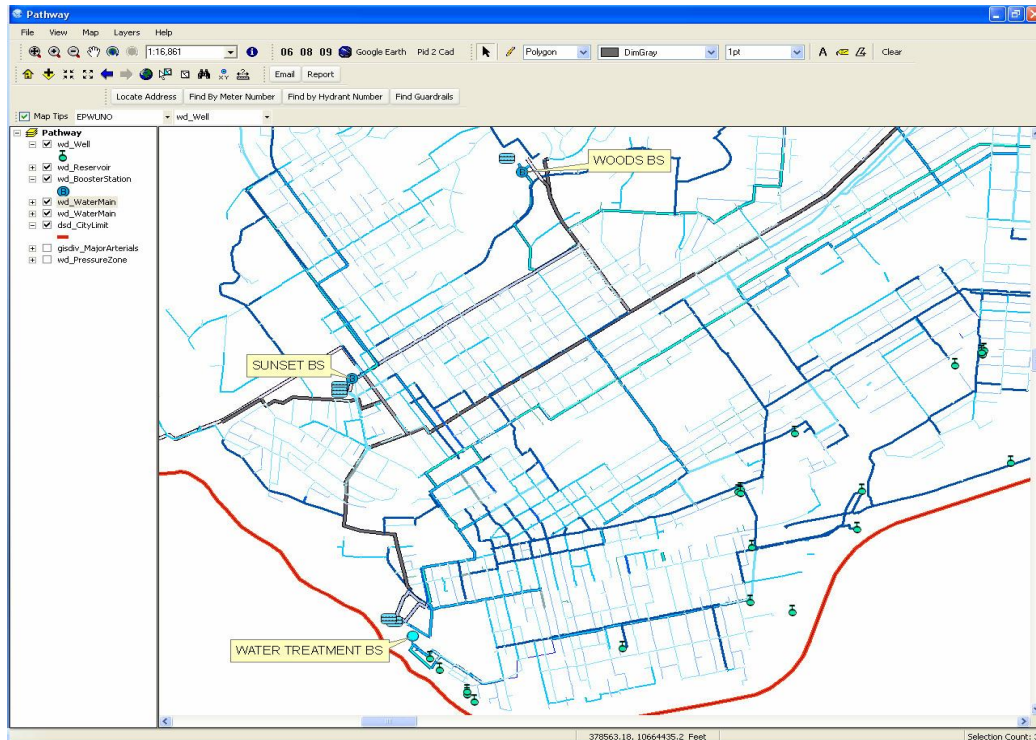 Pathway
File View Map Layers Help
1:16,861 06 08 09 Google Earth Pid 2 Cad Polygon DimGray 1pt A Clear
Email Report
Locate Address Find By Meter Number Find by Hydrant Number Find Guardrails
Map Tips EPWUNO wd_Well
Pathway
wd_Well
wd_Reservoir
wd_BoosterStation
B
wd_WaterMain
wd_WaterMain
dsd_CityLimit
gisdiv_MajorArterials
wd_PressureZone
WOODS BS
B
SUNSET BS
B
WATER TREATMENT BS
378563.18, 10664435.2 Feet Selection Count: